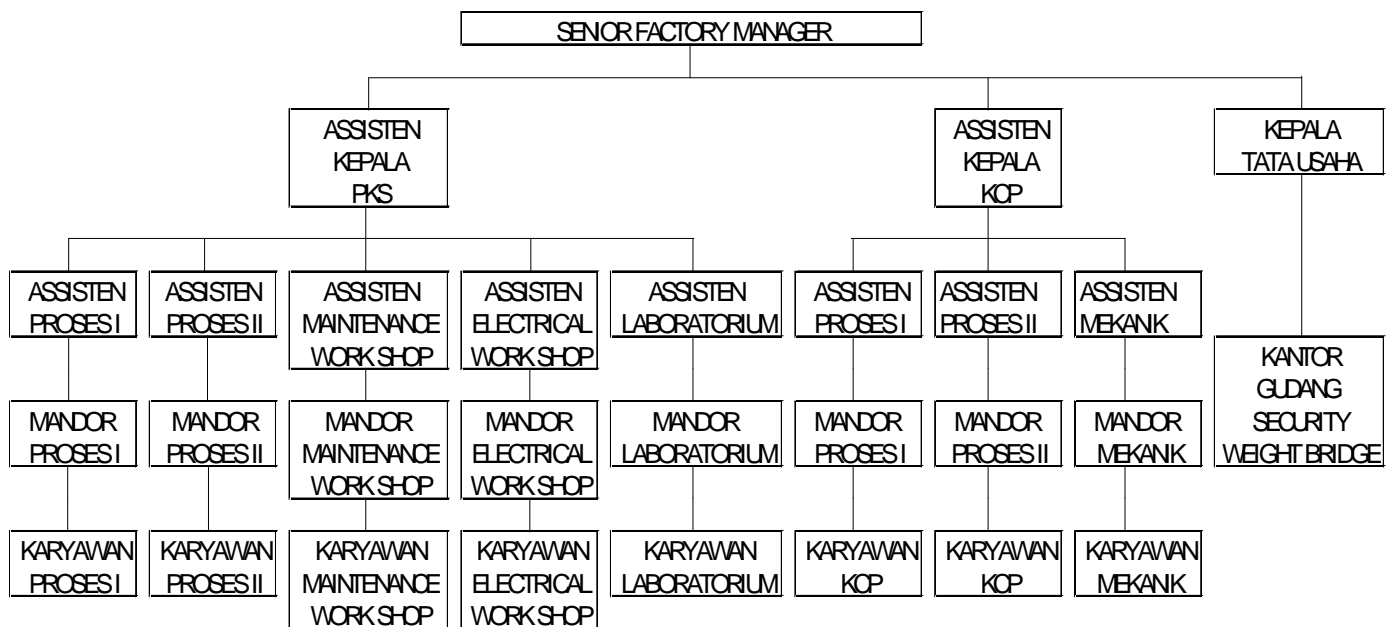 SENIOR FACTORY MANAGER
ASSISTEN
KEPALA
PKS
ASSISTEN
KEPALA
KOP
KEPALA
TATA USAHA
ASSISTEN
PROSES I
ASSISTEN
PROSES II
ASSISTEN
MAINTENANCE
WORK SHOP
ASSISTEN
ELECTRICAL
WORK SHOP
ASSISTEN
LABORATORIUM
ASSISTEN
PROSES I
ASSISTEN
PROSES II
ASSISTEN
MEKANIK
KANTOR
GUDANG
SECURITY
WEIGHT BRIDGE
MANDOR
PROSES I
MANDOR
PROSES II
MANDOR
MAINTENANCE
WORK SHOP
MANDOR
ELECTRICAL
WORK SHOP
MANDOR
LABORATORIUM
MANDOR
PROSES I
MANDOR
PROSES II
MANDOR
MEKANIK
KARYAWAN
PROSES I
KARYAWAN
PROSES II
KARYAWAN
MAINTENANCE
WORK SHOP
KARYAWAN
ELECTRICAL
WORK SHOP
KARYAWAN
LABORATORIUM
KARYAWAN
KOP
KARYAWAN
KOP
KARYAWAN
MEKANIK